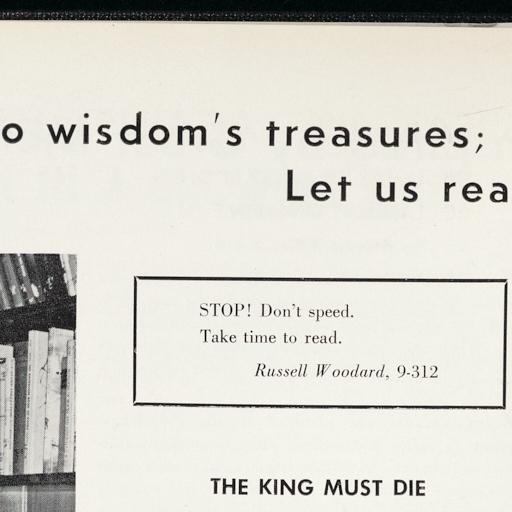 o wisdom's treasures;
Let us rea
STOP! Don't speed.
Take time to read.
Russell Woodard, 9-312
THE KING MUST DIE